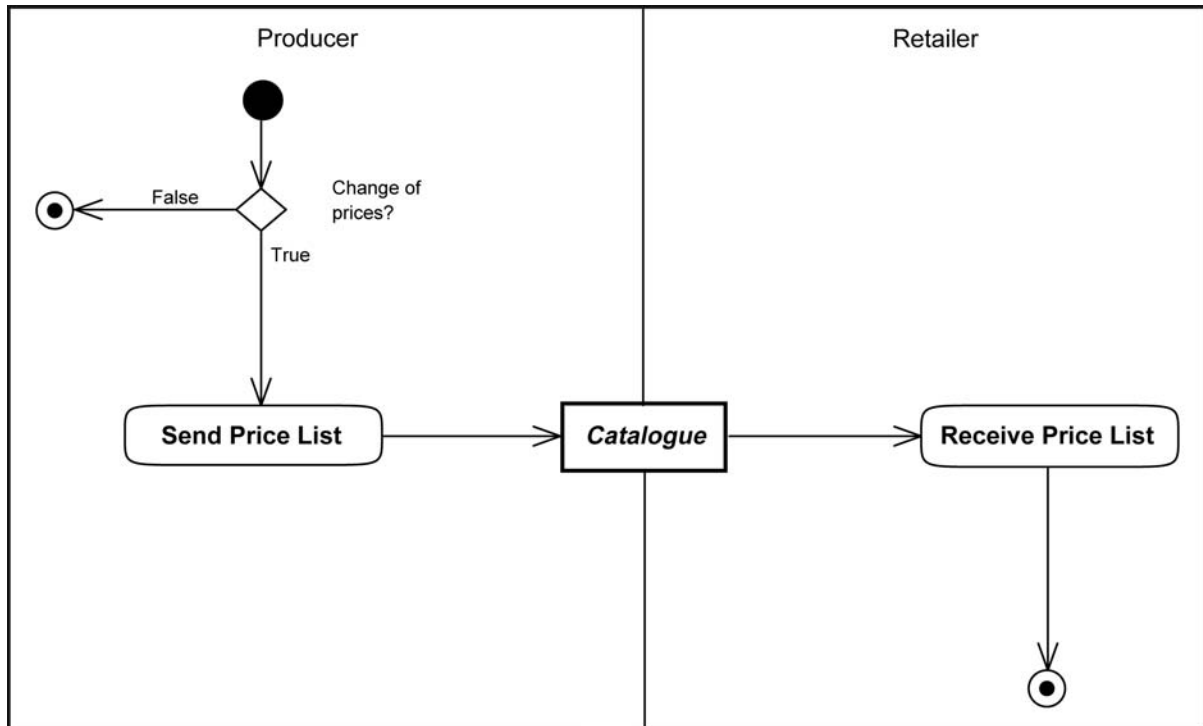 Producer
Retailer
False
Change of
prices?
True
Send Price List
Catalogue
Receive Price List